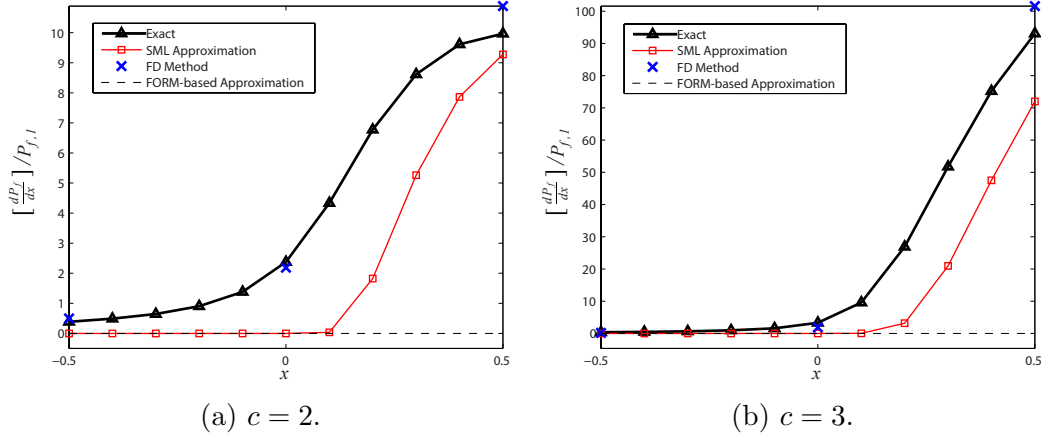 Exact
SML Approximation
FD Method
FORM-based Approximation
10
9
8
7
6
5
4
3
2
1
0
-0.5
0
0.5
x
[dP_f/dx]/P_{f,1}
(a) c = 2.
Exact
SML Approximation
FD Method
FORM-based Approximation
100
90
80
70
60
50
40
30
20
10
0
-0.5
0
0.5
x
[dP_f/dx]/P_{f,1}
(b) c = 3.